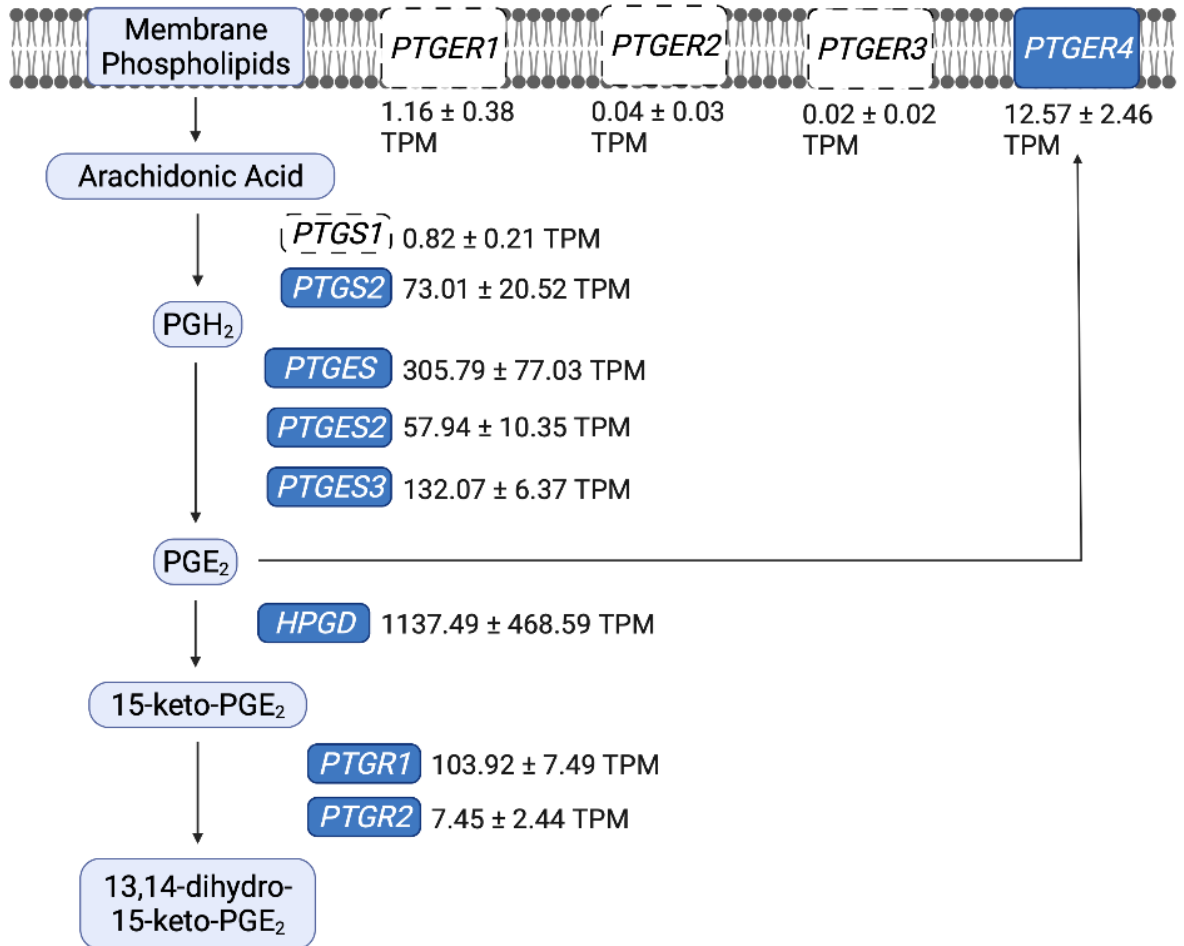 Membrane
Phospholipids
PTGER1
PTGER2
PTGER3
PTGER4
1.16 ± 0.38
TPM
0.04 ± 0.03
TPM
0.02 ± 0.02
TPM
12.57 ± 2.46
TPM
Arachidonic Acid
PTGS1 0.82 ± 0.21 TPM
PTGS2 73.01 ± 20.52 TPM
PGH₂
PTGES 305.79 ± 77.03 TPM
PTGES2 57.94 ± 10.35 TPM
PTGES3 132.07 ± 6.37 TPM
PGE₂
HPGD 1137.49 ± 468.59 TPM
15-keto-PGE₂
PTGR1 103.92 ± 7.49 TPM
PTGR2 7.45 ± 2.44 TPM
13,14-dihydro-
15-keto-PGE₂